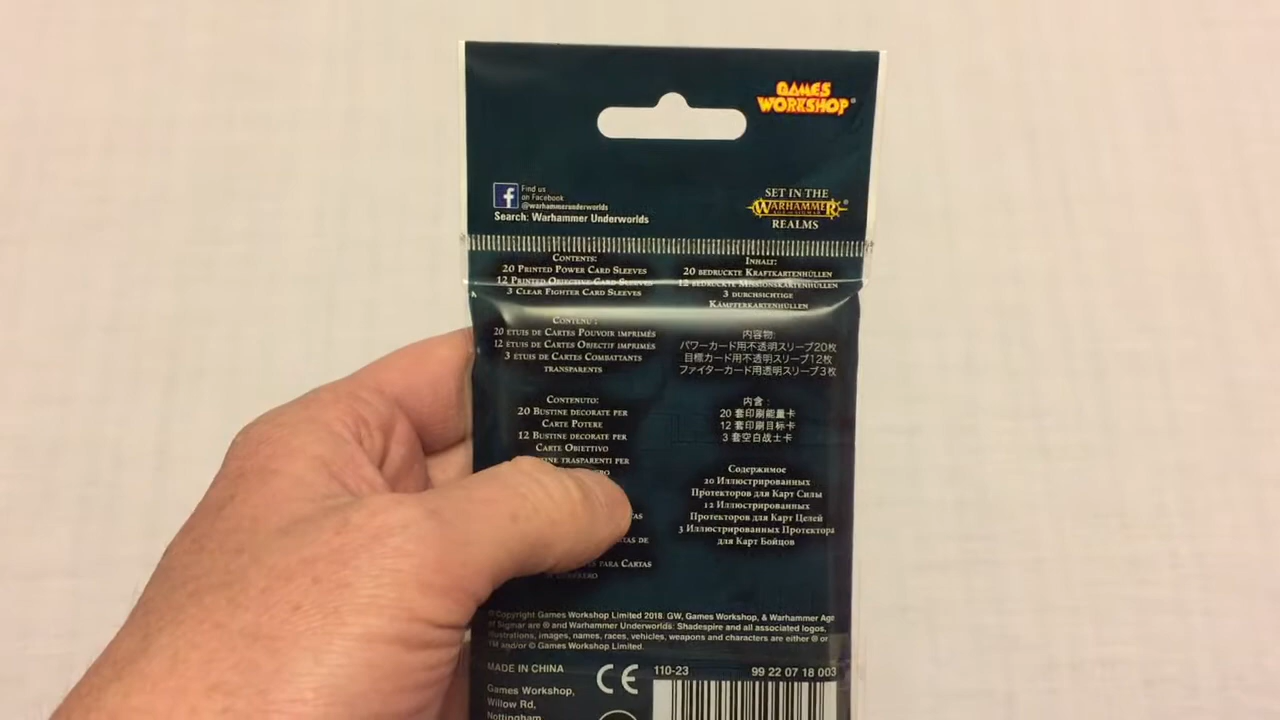 GAMES
WORKSHOP®
Find us
on Facebook
@warhammerunderworlds
Search: Warhammer Underworlds
SET IN THE
WARHAMMER®
AGE OF SIGMAR
REALMS
CONTENTS:
20 PRINTED POWER CARD SLEEVES
12 PRINTED OBJECTIVE CARD SLEEVES
3 CLEAR FIGHTER CARD SLEEVES
INHALT:
20 BEDRUCKTE KRAFTKARTENHÜLLEN
12 BEDRUCKTE MISSIONSKARTENHÜLLEN
3 DURCHSICHTIGE
KÄMPFERKARTENHÜLLEN
CONTENU :
20 ÉTUIS DE CARTES POUVOIR IMPRIMÉS
12 ÉTUIS DE CARTES OBJECTIF IMPRIMÉS
3 ÉTUIS DE CARTES COMBATTANTS
TRANSPARENTS
内容物:
パワーカード用不透明スリーブ20枚
目標カード用不透明スリーブ12枚
ファイターカード用透明スリーブ3枚
CONTENUTO:
20 BUSTINE DECORATE PER
CARTE POTERE
12 BUSTINE DECORATE PER
CARTE OBIETTIVO
TRASPARENTI PER
内含:
20 套印刷能量卡
12 套印刷目标卡
3 套空白战士卡
Содержимое
20 Иллюстрированных
Протекторов для Карт Силы
12 Иллюстрированных
Протекторов для Карт Целей
3 Иллюстрированных Протектора
для Карт Бойцов
DE
PARA CARTAS
© Copyright Games Workshop Limited 2018. GW, Games Workshop, & Warhammer Age
of Sigmar are ® and Warhammer Underworlds: Shadespire and all associated logos,
illustrations, images, names, races, vehicles, weapons and characters are either ® or
TM and/or © Games Workshop Limited.
MADE IN CHINA
CE
110-23
99 22 07 18 003
Games Workshop,
Willow Rd,
Nottingham